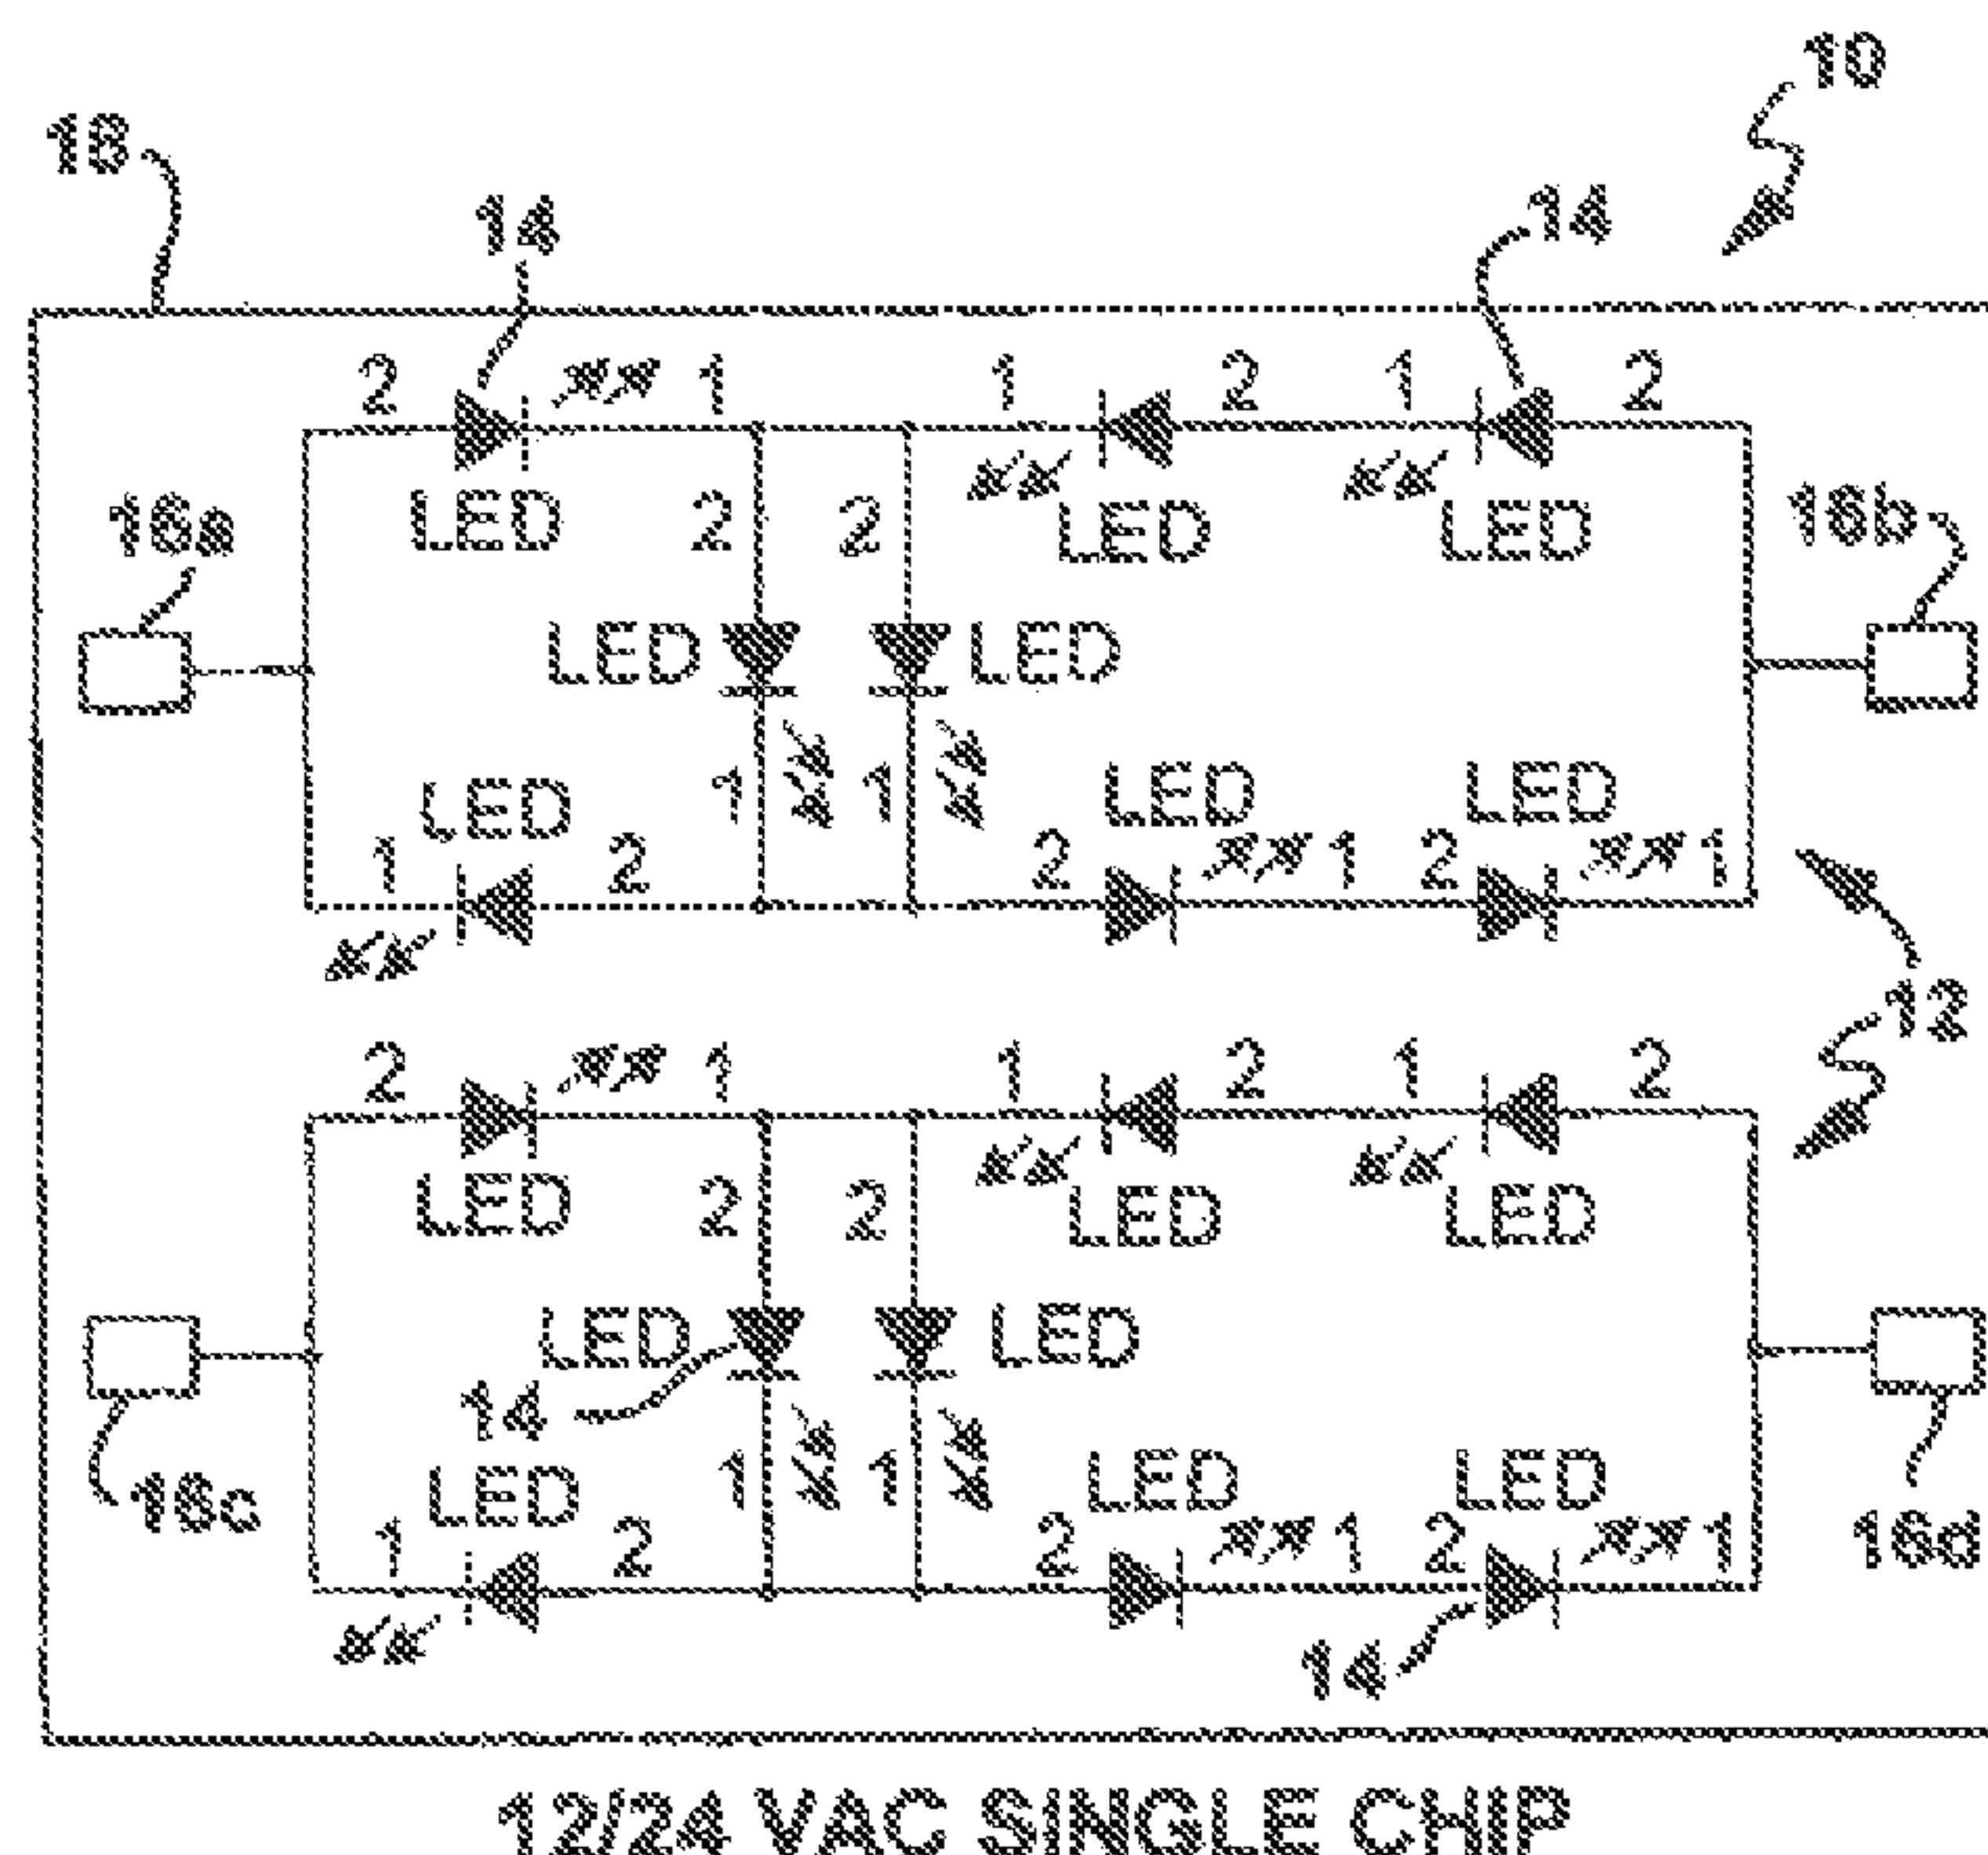 10
18
14 14
2 1 1 2 1 2
LED 2 2 LED LED
16a 16b
LED LED
LED 1 1 LED LED
1 2 2 1 2 1
12
2 1 1 2 1 2
LED 2 2 LED LED
LED LED
14
16c LED 1 1 LED LED 16d
1 2 2 1 2 1
14
12/24 VAC SINGLE CHIP